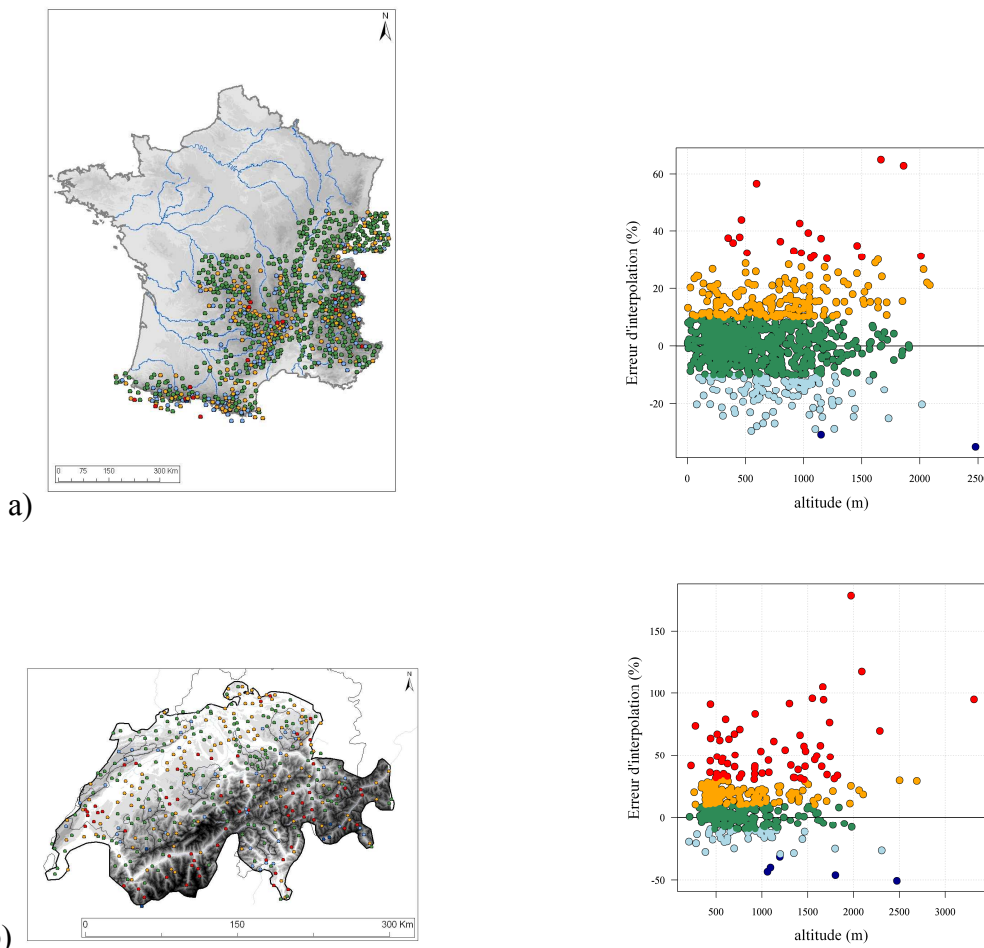 N
0 75 150 300 Km
a)
60
40
20
0
-20
Erreur d'interpolation (%)
0 500 1000 1500 2000
altitude (m)
N
0 150 300 Km
150
100
50
0
-50
Erreur d'interpolation (%)
500 1000 1500 2000 2500 3000
altitude (m)